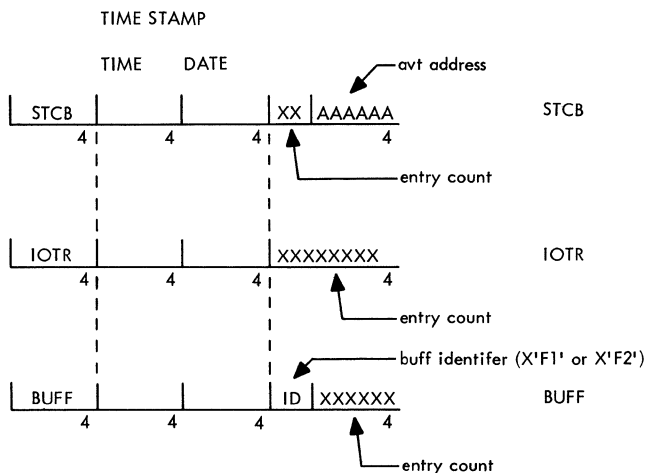 TIME STAMP
TIME DATE
avt address
STCB XX AAAAAA STCB
4 4 4 4
entry count
IOTR XXXXXXXX IOTR
4 4 4 4
entry count
buff identifer (X'F1' or X'F2')
BUFF ID XXXXXX BUFF
4 4 4 4
entry count